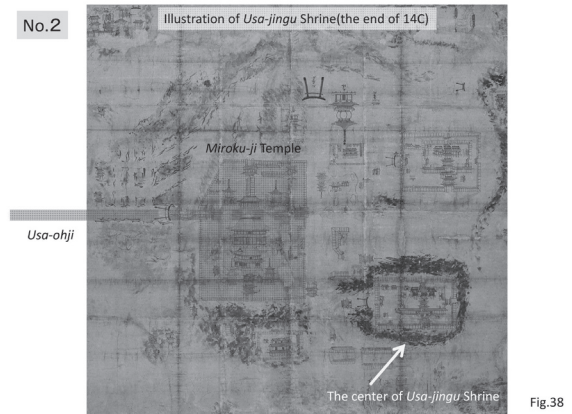 No.2
Illustration of Usa-jingu Shrine(the end of 14C)
Miroku-ji Temple
Usa-ohji
The center of Usa-jingu Shrine
Fig.38